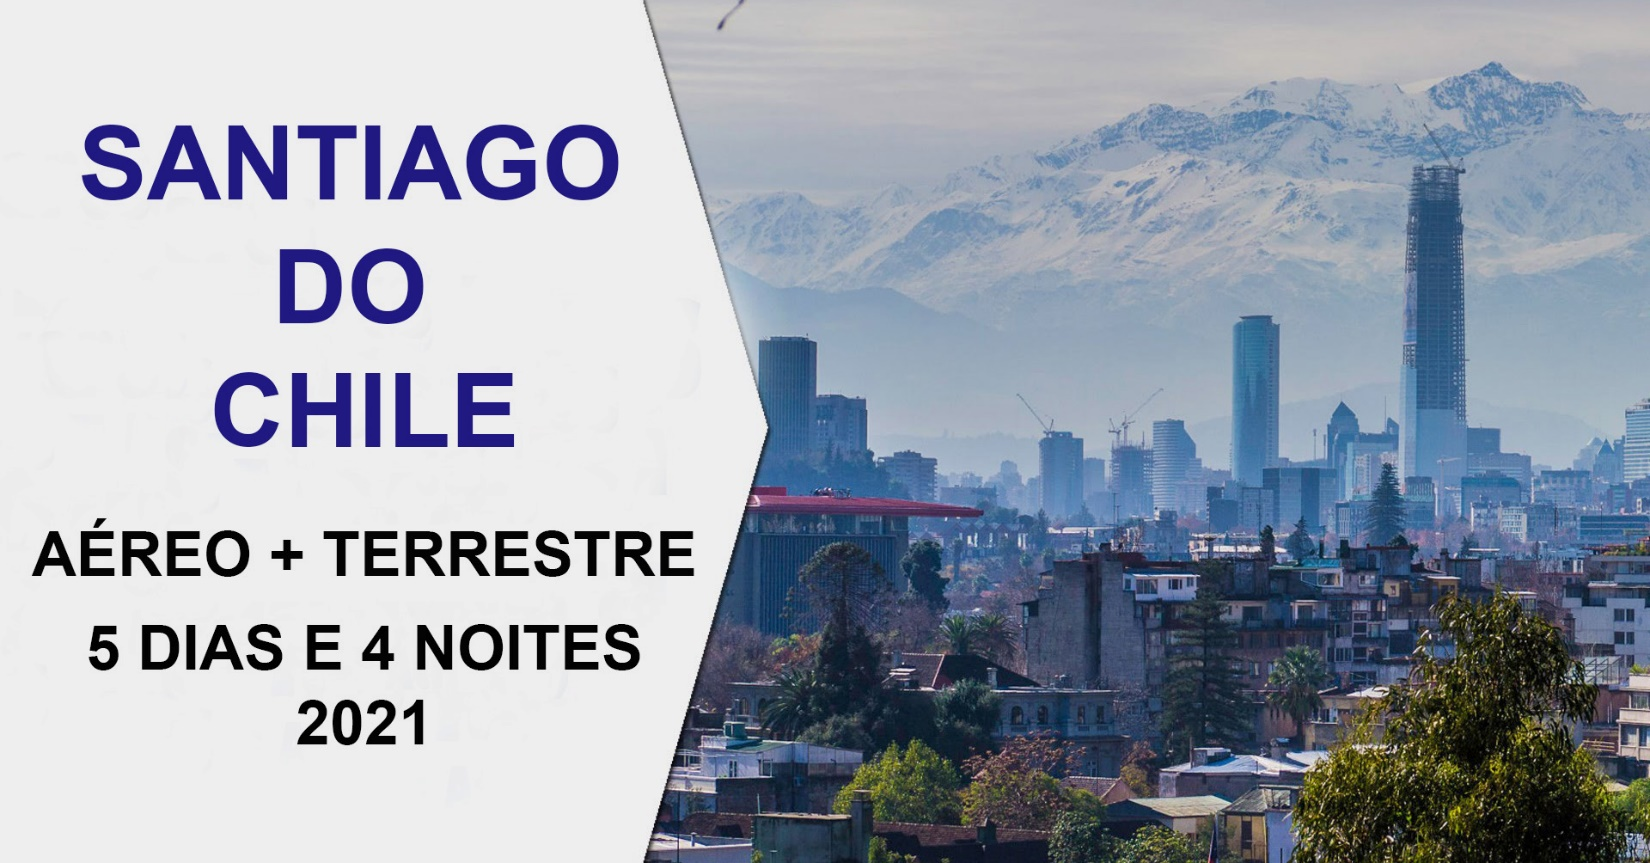 SANTIAGO
DO
CHILE
AÉREO + TERRESTRE
5 DIAS E 4 NOITES
2021